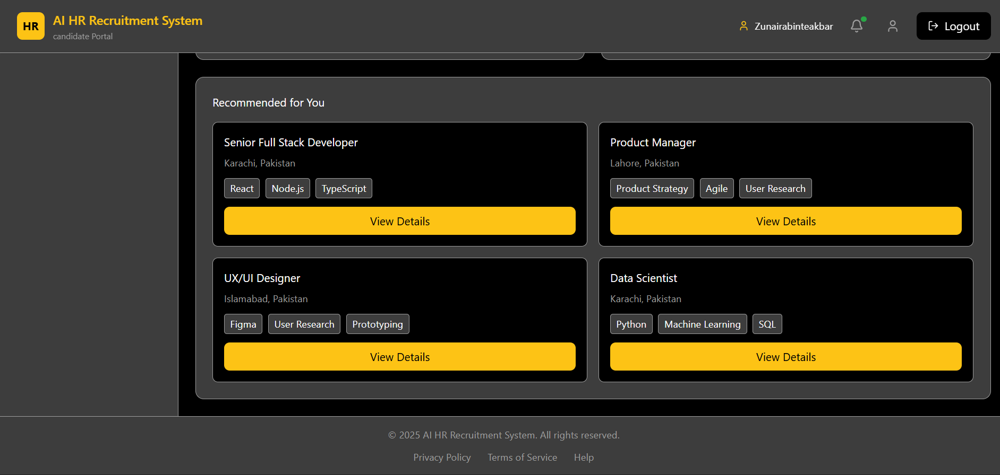 HR
AI HR Recruitment System
candidate Portal
Zunairabinteakbar
Logout
Recommended for You
Senior Full Stack Developer
Karachi, Pakistan
React Node.js TypeScript
View Details
Product Manager
Lahore, Pakistan
Product Strategy Agile User Research
View Details
UX/UI Designer
Islamabad, Pakistan
Figma User Research Prototyping
View Details
Data Scientist
Karachi, Pakistan
Python Machine Learning SQL
View Details
© 2025 AI HR Recruitment System. All rights reserved.
Privacy Policy Terms of Service Help